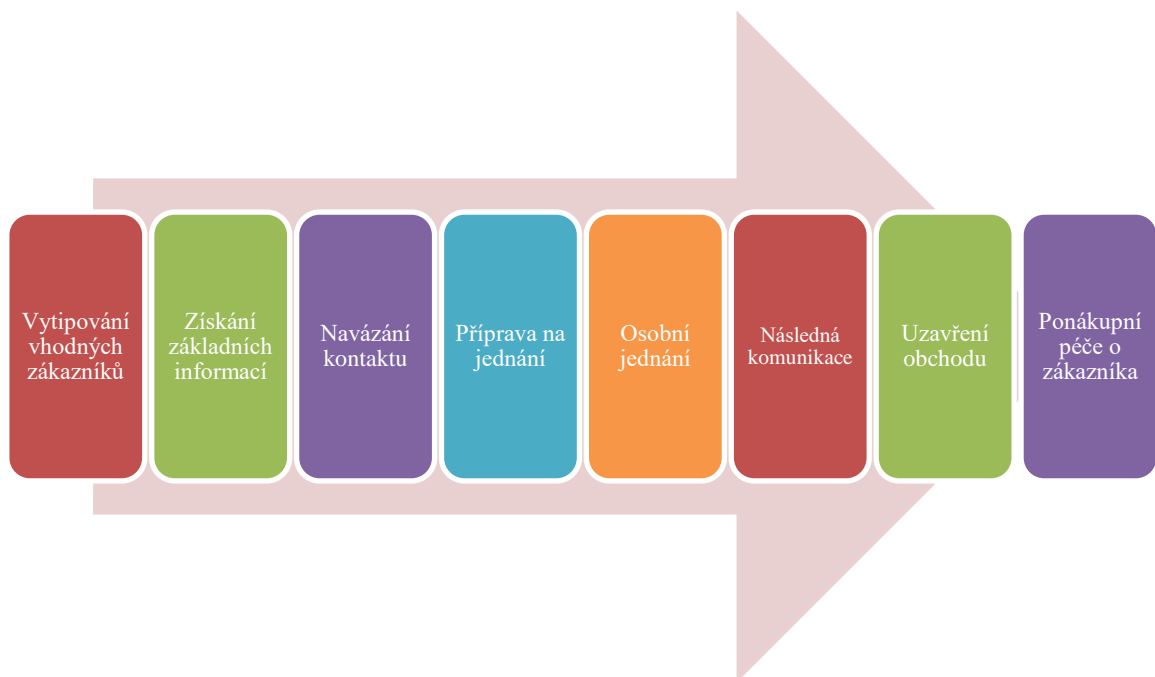 Vytipování
vhodných
zákazníků
Získání
základních
informací
Navázání
kontaktu
Příprava na
jednání
Osobní
jednání
Následná
komunikace
Uzavření
obchodu
Ponákupní
péče o
zákazníka